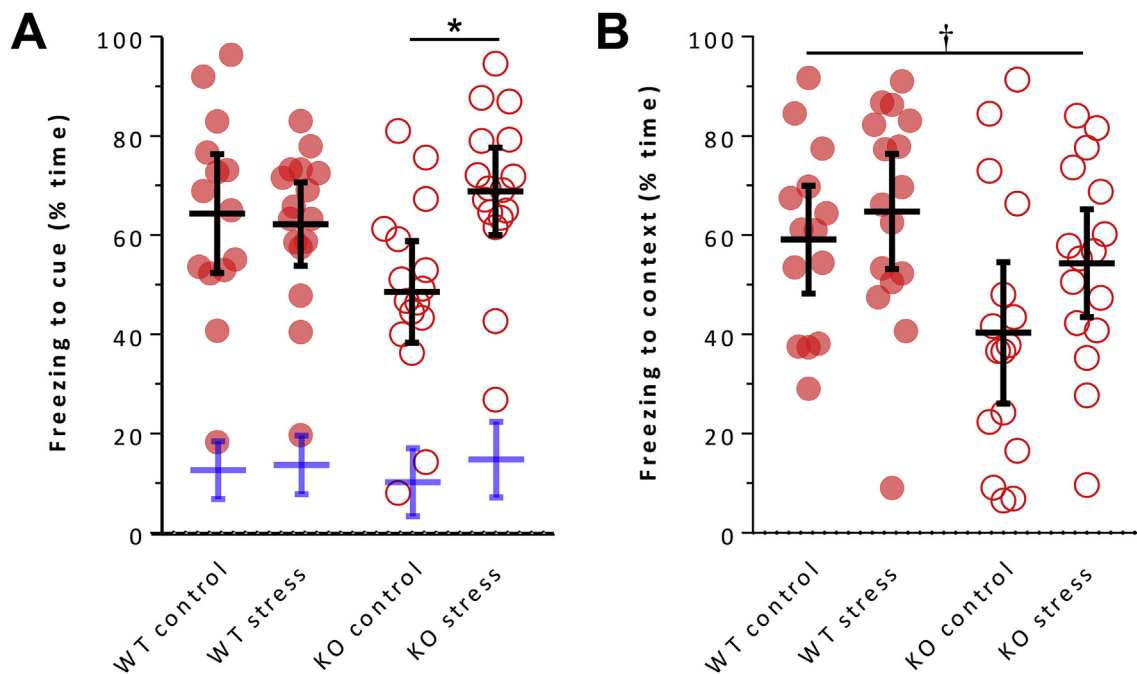 A
B
*
†
Freezing to cue (% time)
100
80
60
40
20
0
WT control
WT stress
KO control
KO stress
Freezing to context (% time)
100
80
60
40
20
0
WT control
WT stress
KO control
KO stress